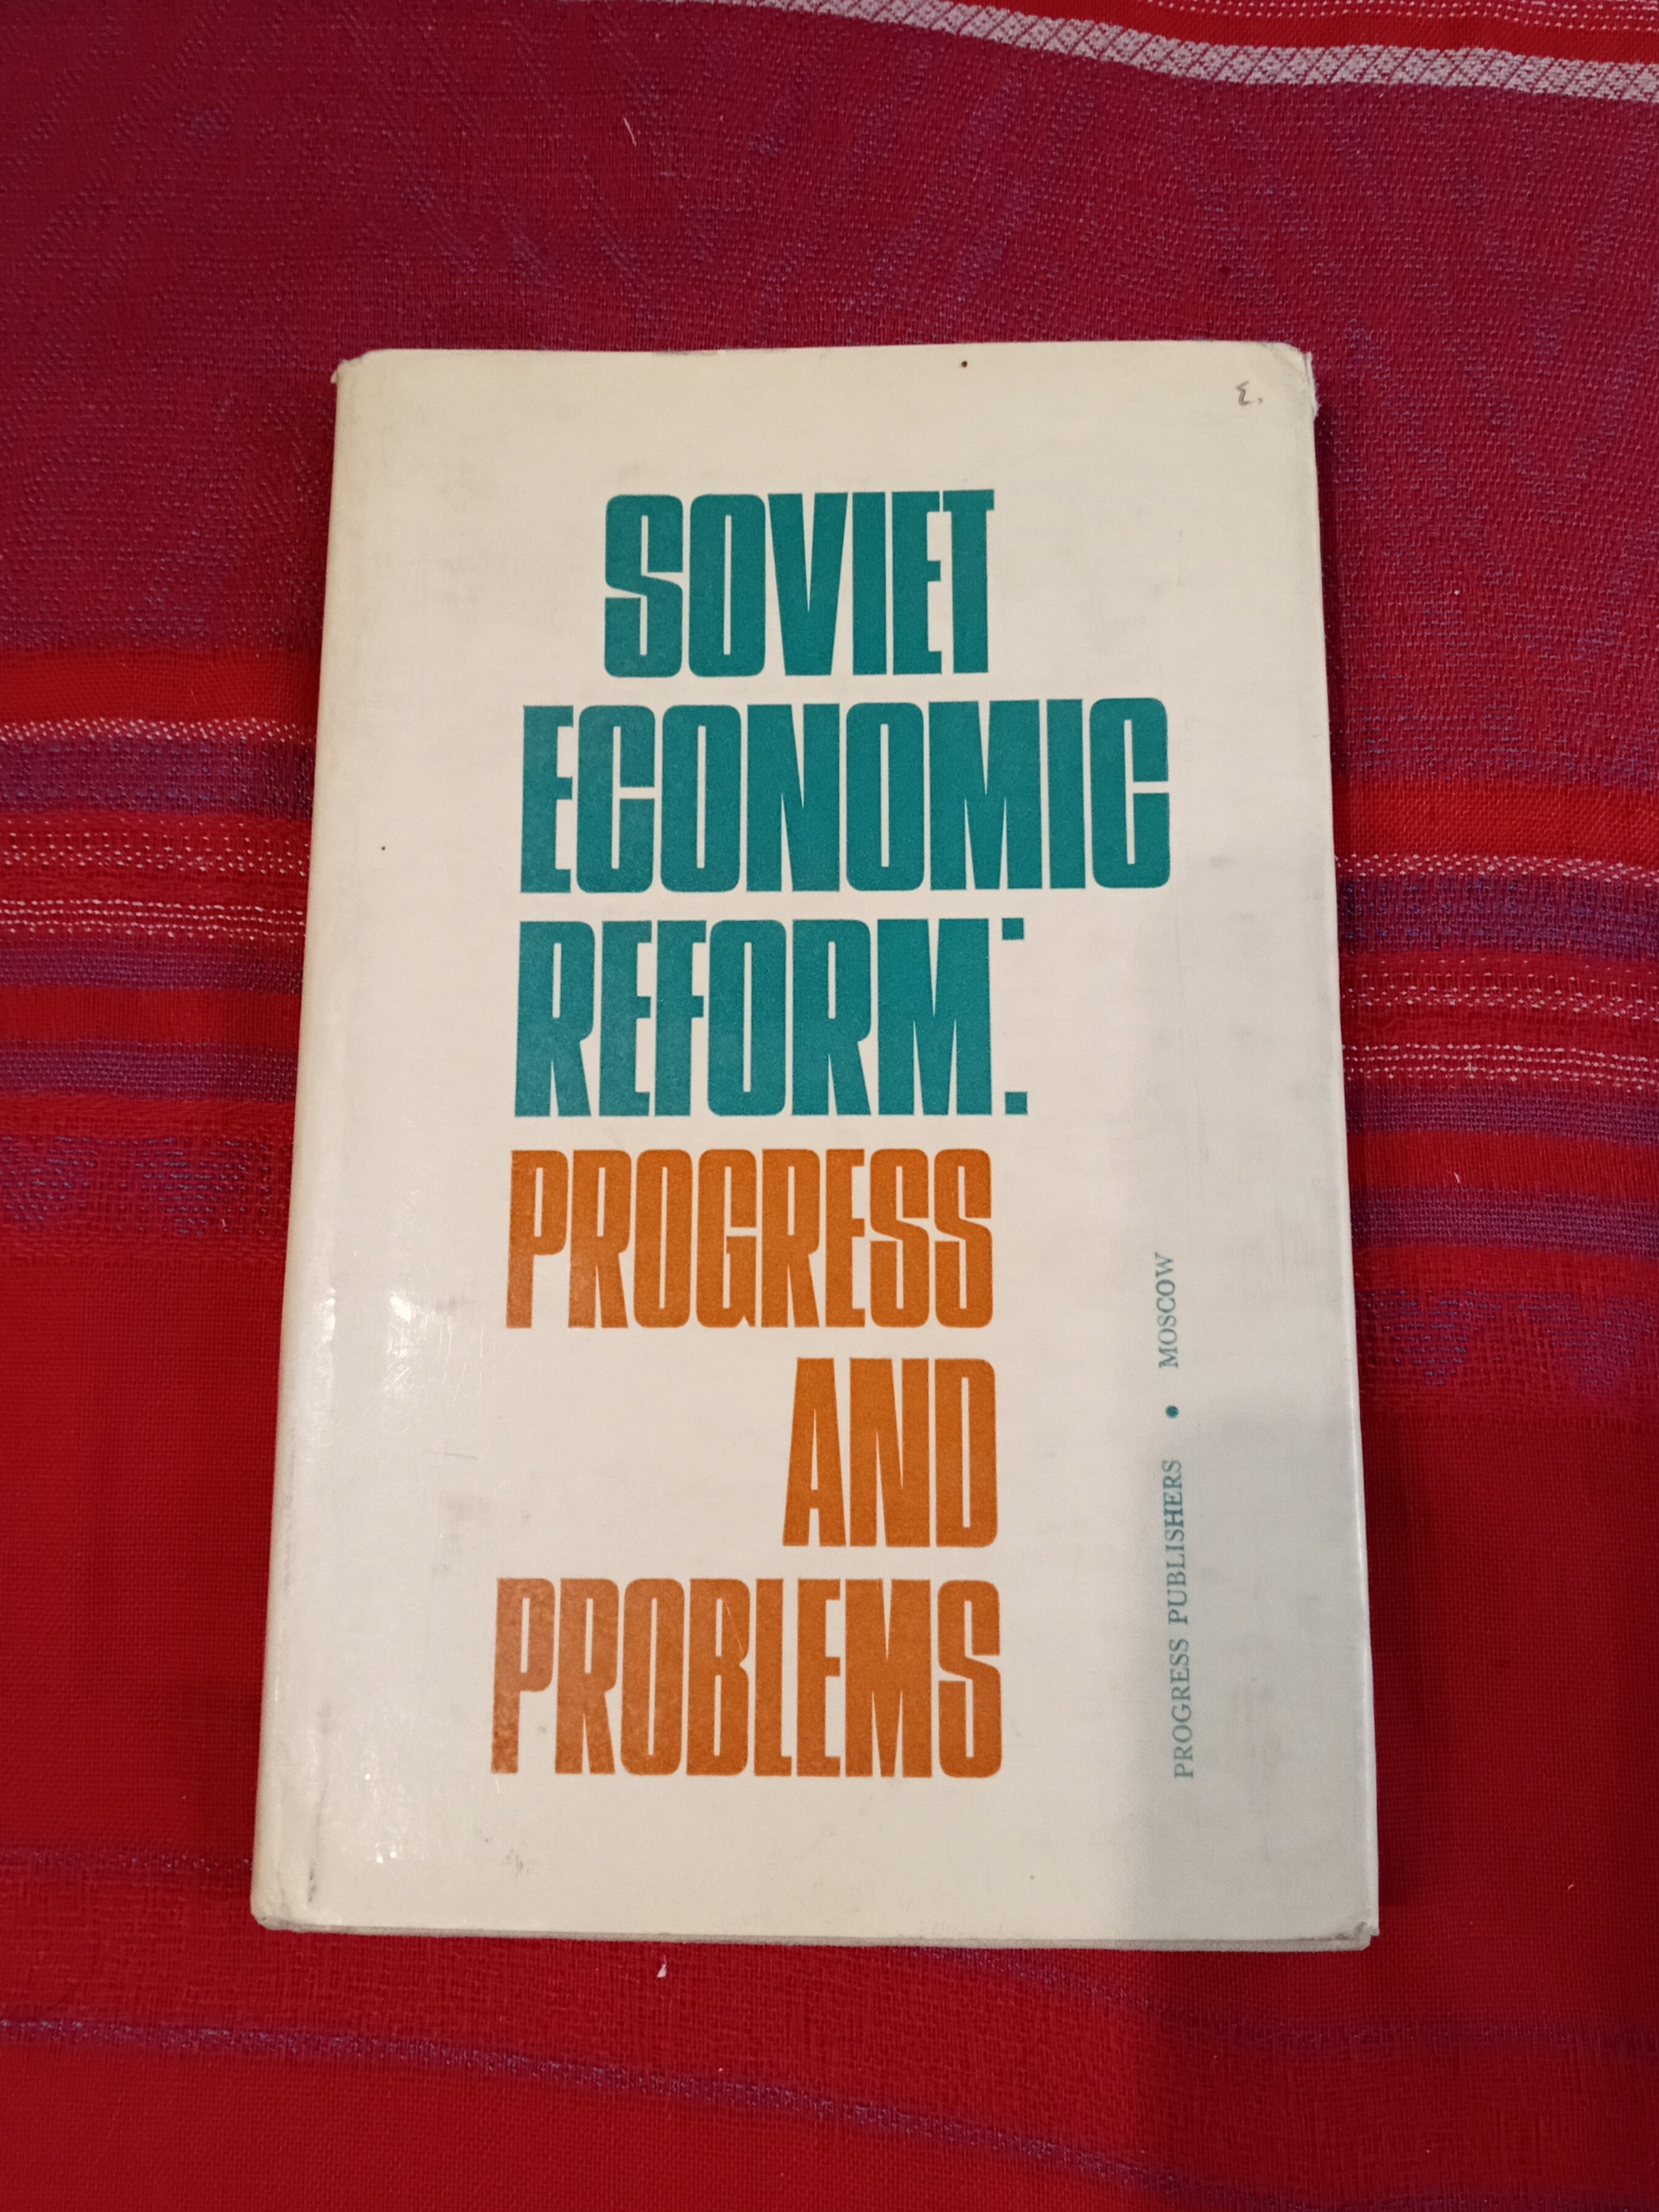 SOVIET
ECONOMIC
REFORM:
PROGRESS
AND
PROBLEMS
PROGRESS PUBLISHERS • MOSCOW